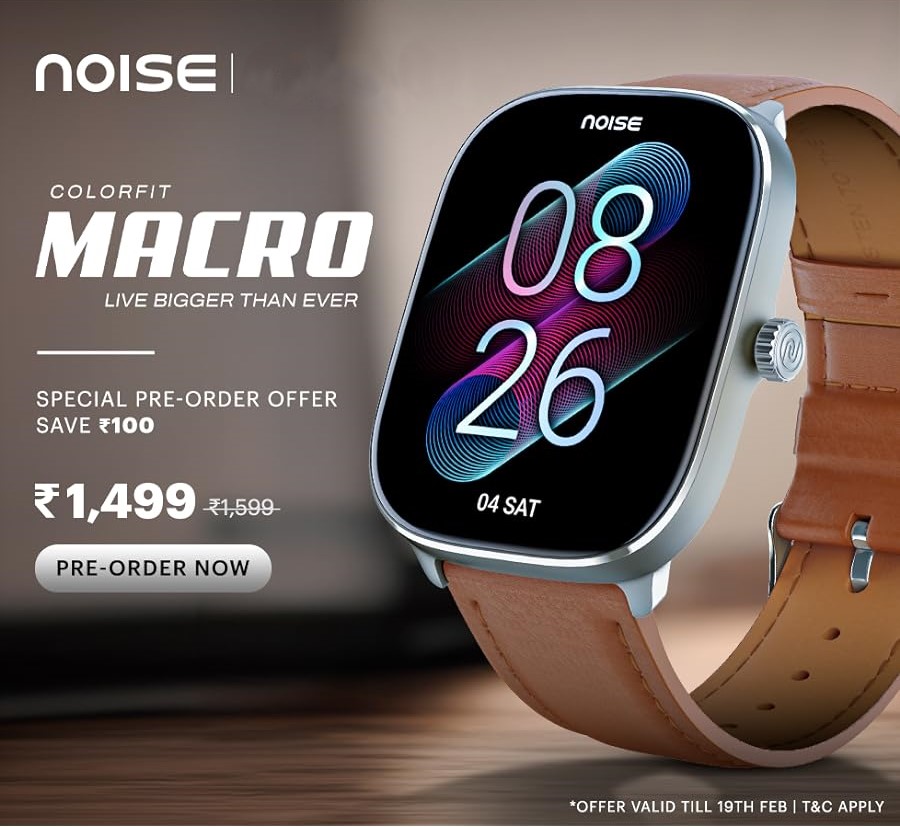 NOISE
COLORFIT
MACRO
LIVE BIGGER THAN EVER
SPECIAL PRE-ORDER OFFER
SAVE ₹100
₹1,499 ₹1,599
PRE-ORDER NOW
NOISE
08
26
04 SAT
*OFFER VALID TILL 19TH FEB | T&C APPLY